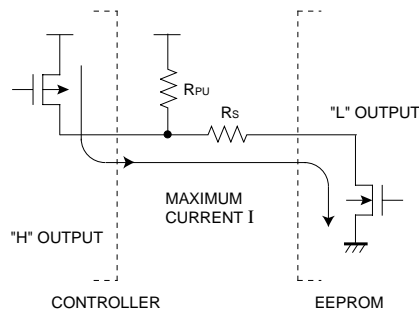 RPU
RS
"L" OUTPUT
MAXIMUM
CURRENT I
"H" OUTPUT
CONTROLLER
EEPROM